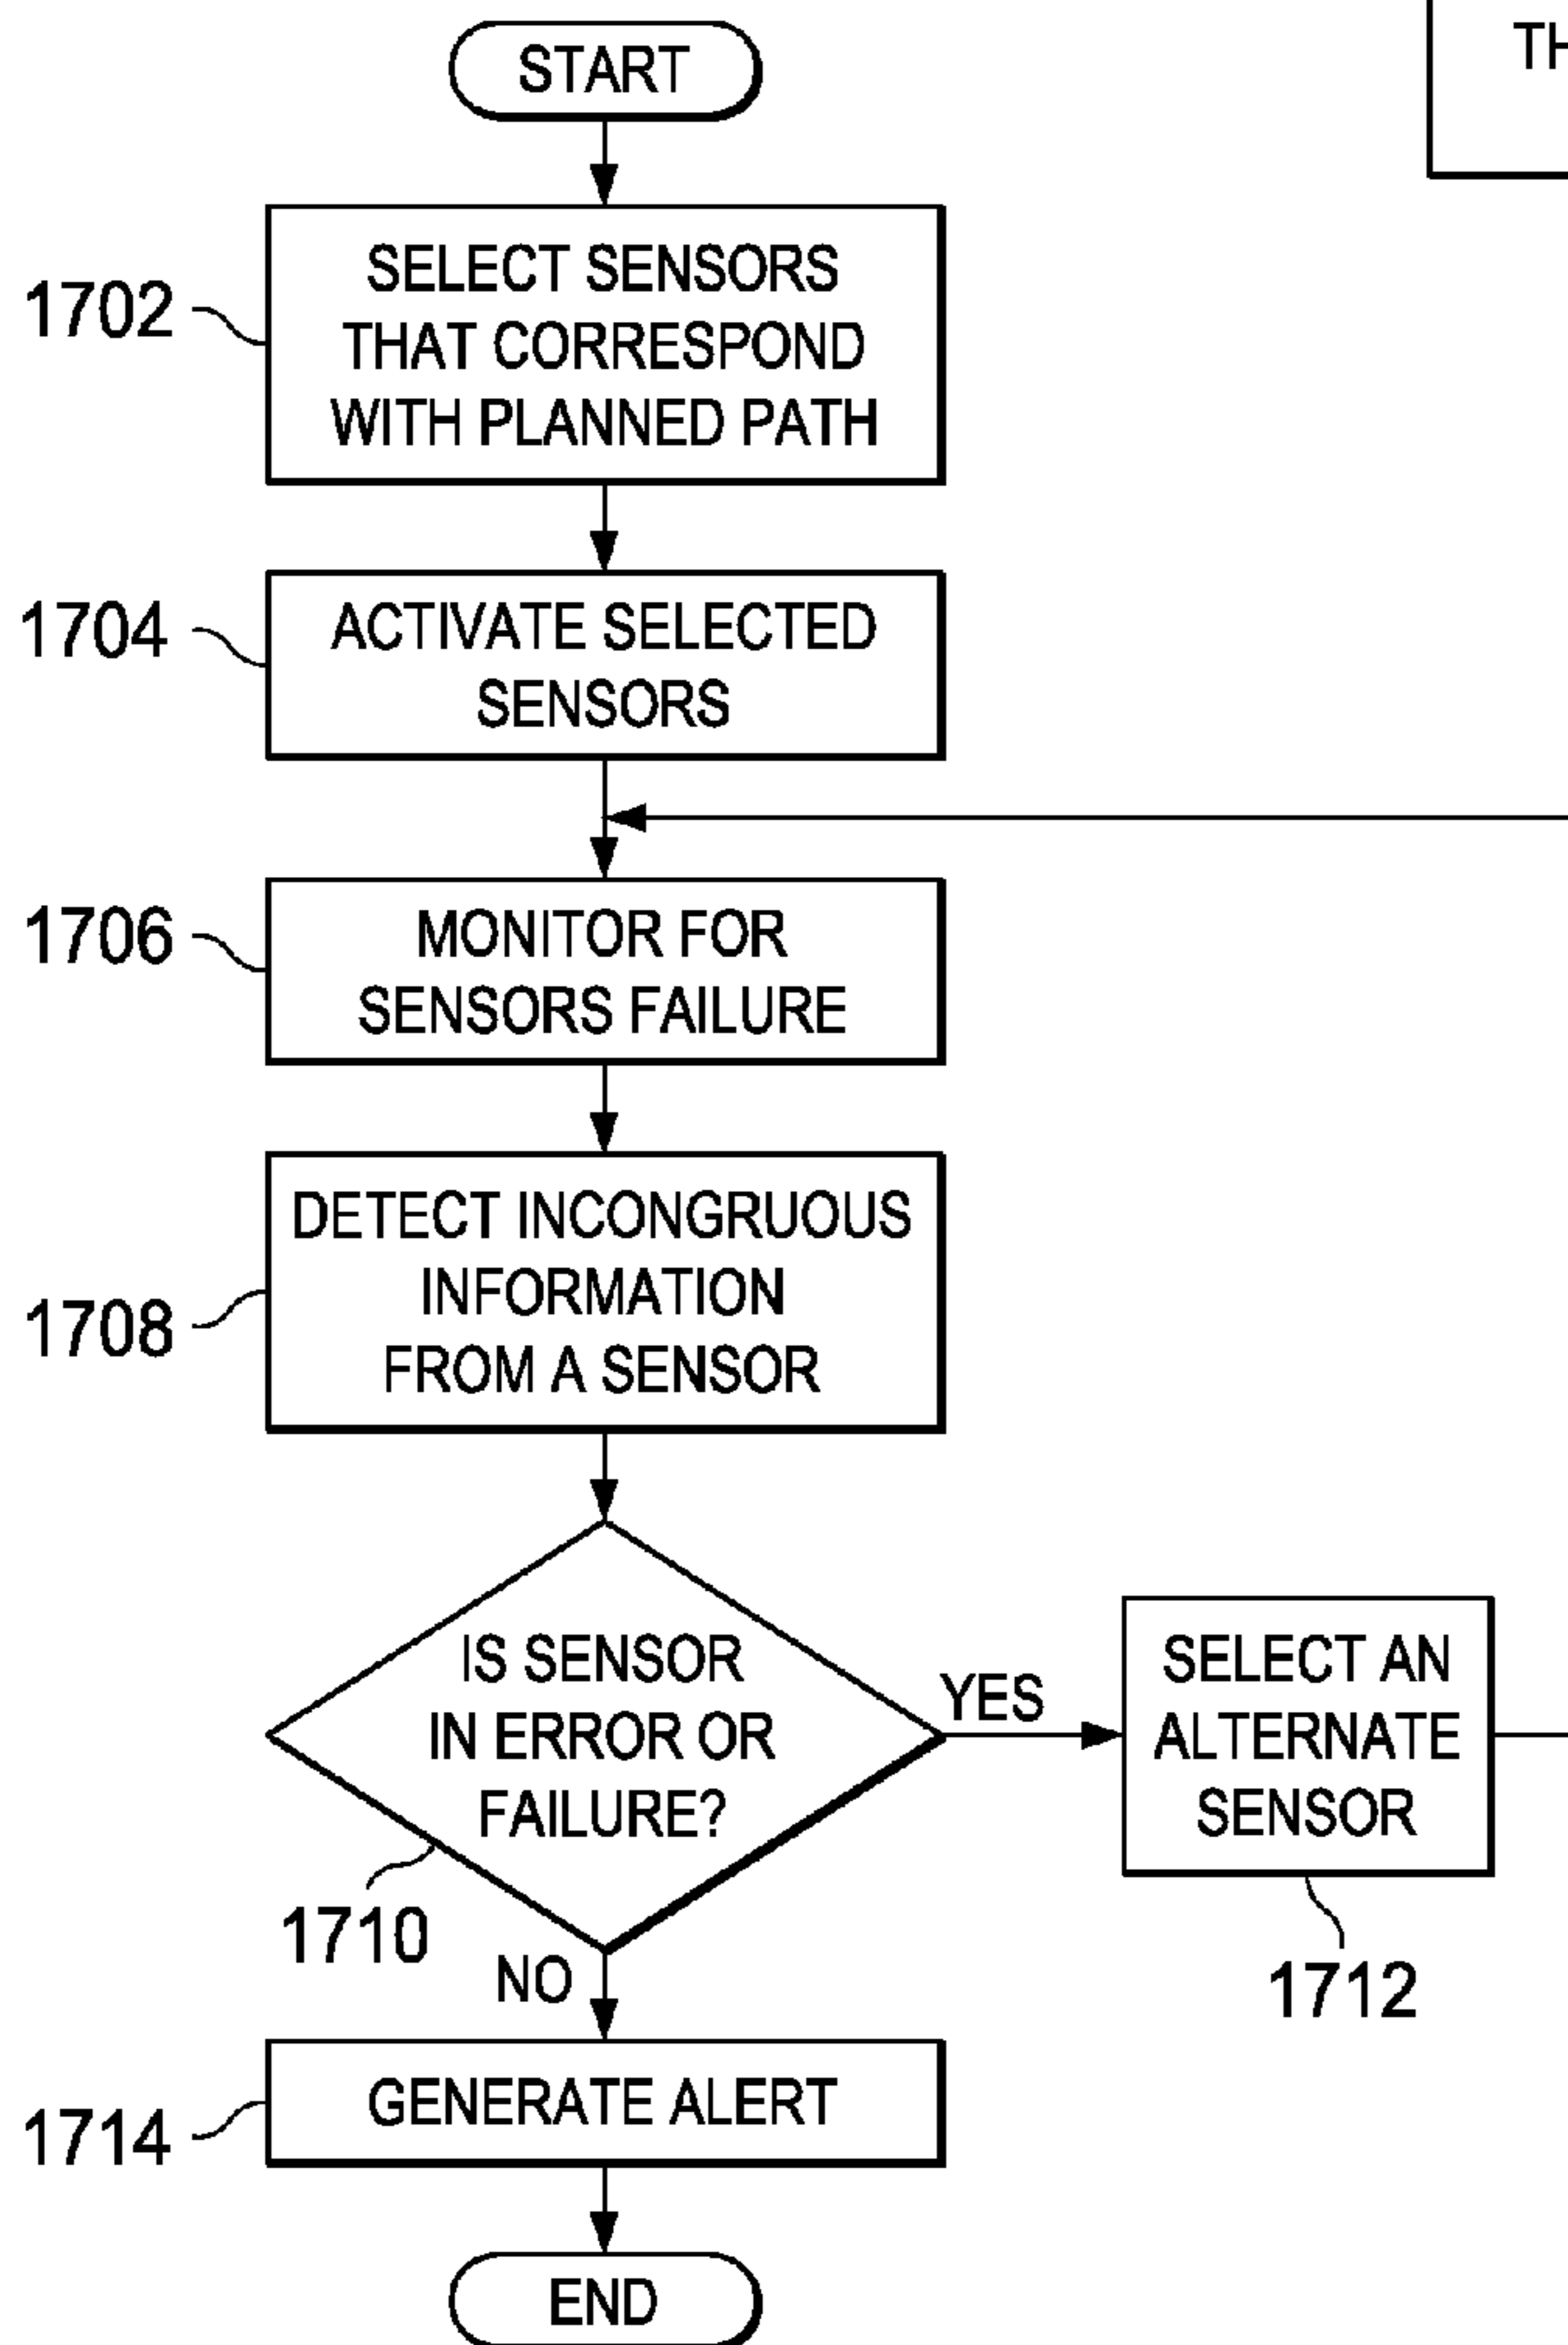 START
TH
1702
SELECT SENSORS
THAT CORRESPOND
WITH PLANNED PATH
1704
ACTIVATE SELECTED
SENSORS
1706
MONITOR FOR
SENSORS FAILURE
1708
DETECT INCONGRUOUS
INFORMATION
FROM A SENSOR
IS SENSOR
IN ERROR OR
FAILURE?
1710
YES
SELECT AN
ALTERNATE
SENSOR
1712
NO
1714
GENERATE ALERT
END